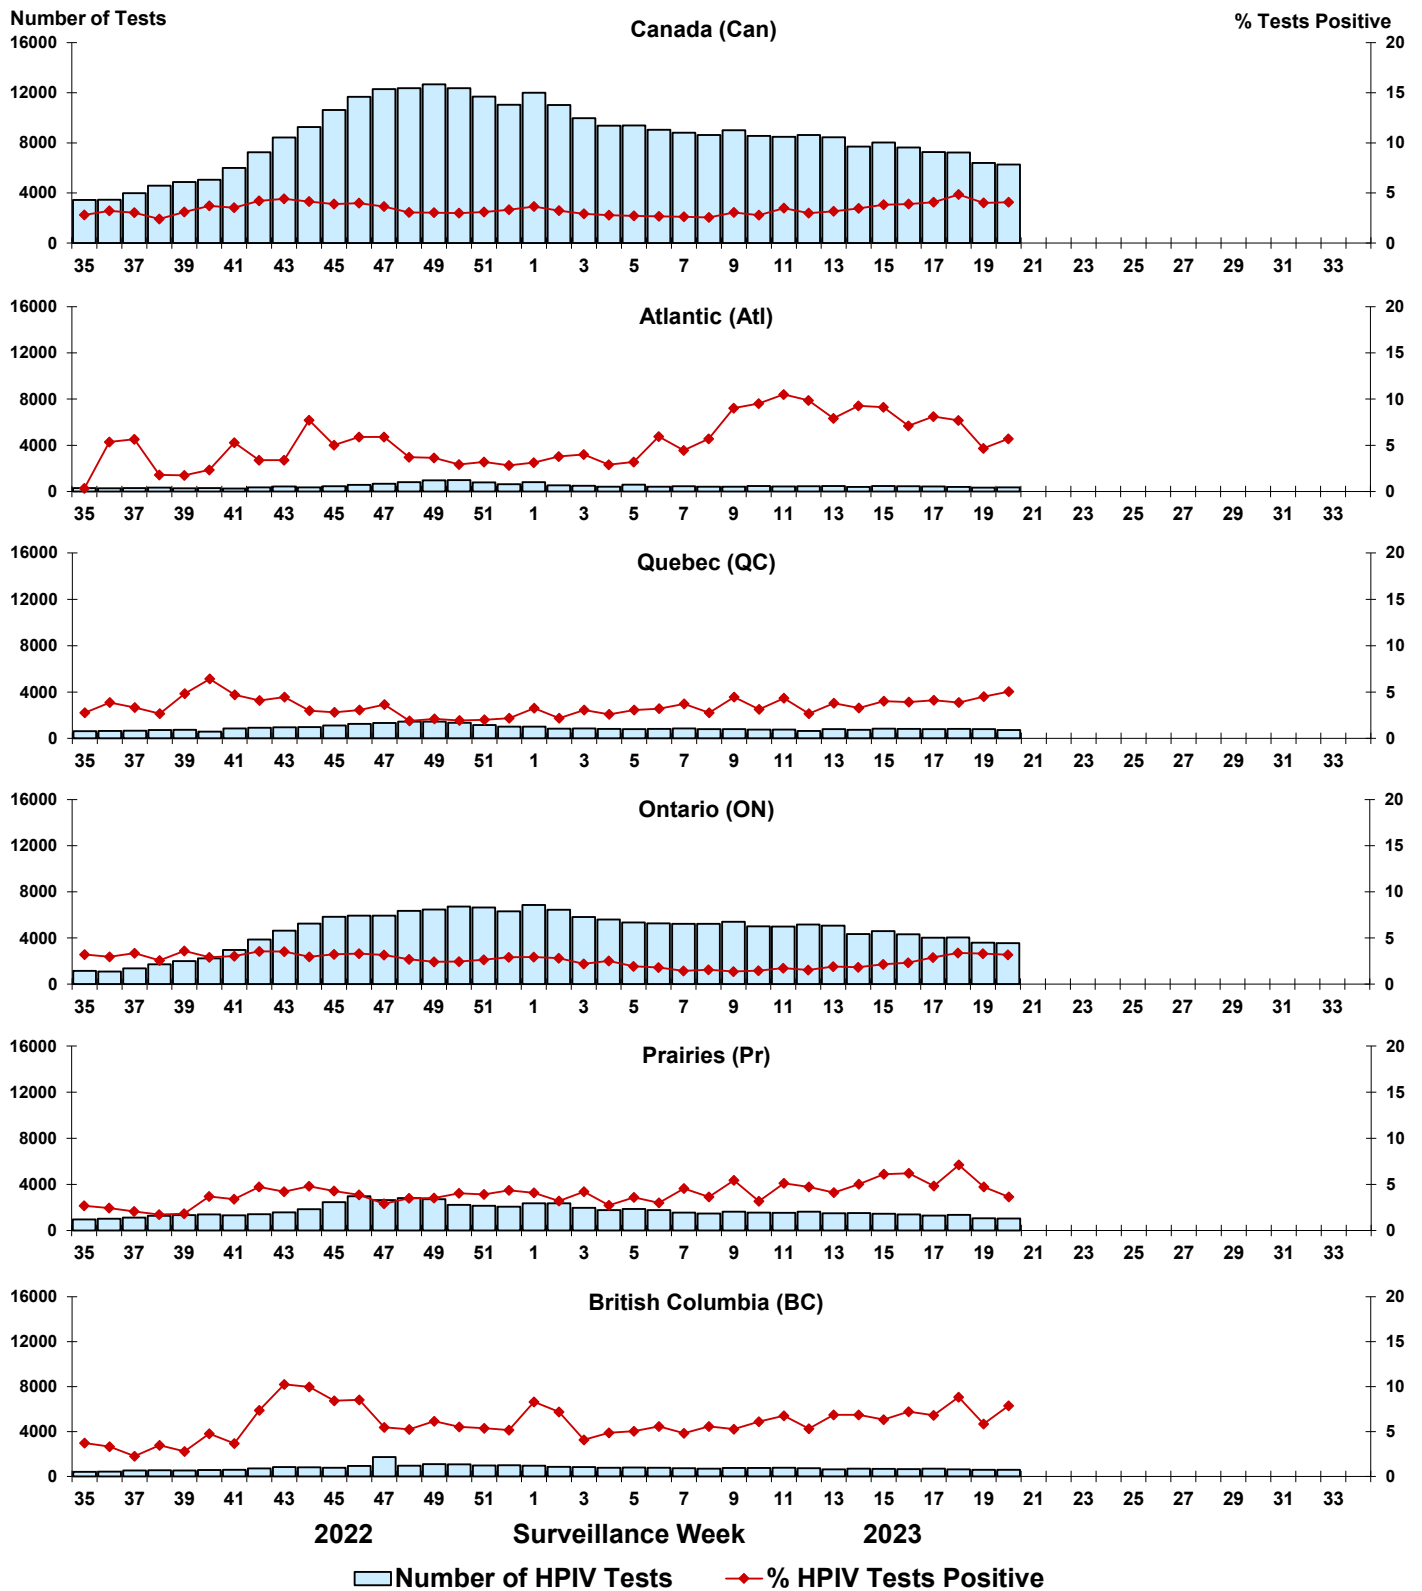 Number of Tests
% Tests Positive
Canada (Can)
16000 20
12000 15
8000 10
4000 5
0 0
35 37 39 41 43 45 47 49 51 1 3 5 7 9 11 13 15 17 19 21 23 25 27 29 31 33
Atlantic (Atl)
16000 20
12000 15
8000 10
4000 5
0 0
35 37 39 41 43 45 47 49 51 1 3 5 7 9 11 13 15 17 19 21 23 25 27 29 31 33
Quebec (QC)
16000 20
12000 15
8000 10
4000 5
0 0
35 37 39 41 43 45 47 49 51 1 3 5 7 9 11 13 15 17 19 21 23 25 27 29 31 33
Ontario (ON)
16000 20
12000 15
8000 10
4000 5
0 0
35 37 39 41 43 45 47 49 51 1 3 5 7 9 11 13 15 17 19 21 23 25 27 29 31 33
Prairies (Pr)
16000 20
12000 15
8000 10
4000 5
0 0
35 37 39 41 43 45 47 49 51 1 3 5 7 9 11 13 15 17 19 21 23 25 27 29 31 33
British Columbia (BC)
16000 20
12000 15
8000 10
4000 5
0 0
35 37 39 41 43 45 47 49 51 1 3 5 7 9 11 13 15 17 19 21 23 25 27 29 31 33
2022 Surveillance Week 2023
Number of HPIV Tests % HPIV Tests Positive